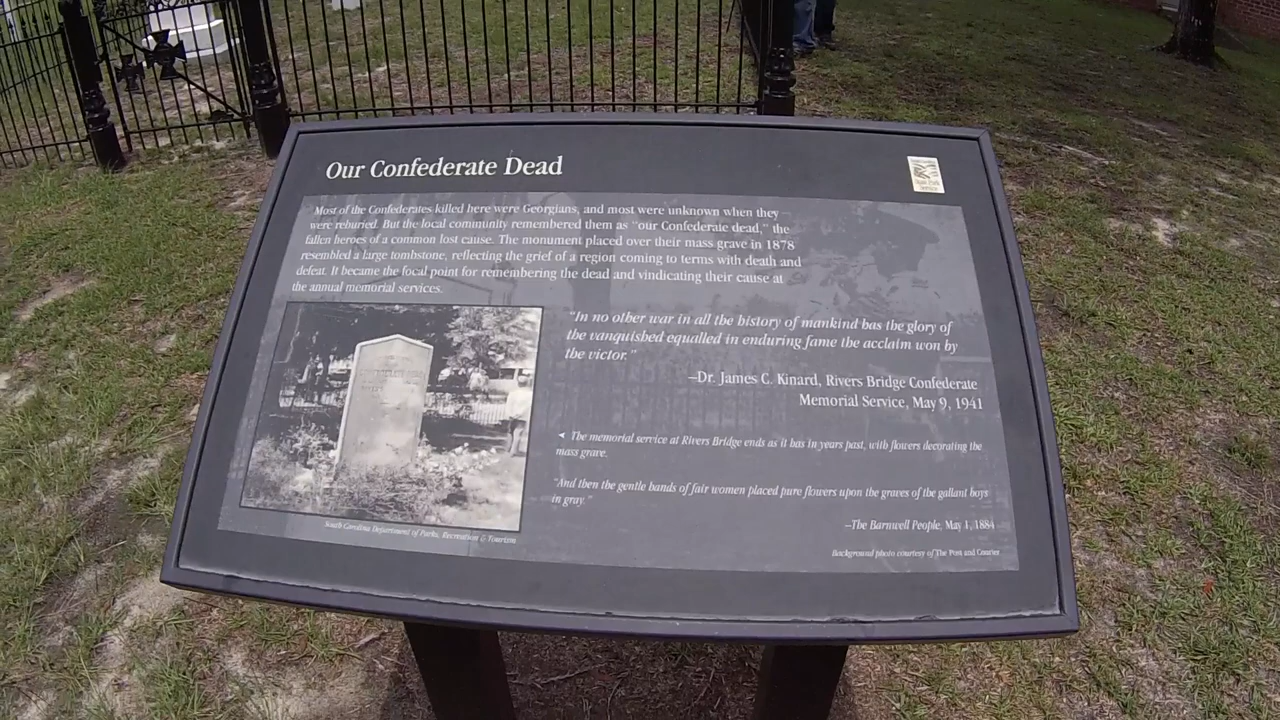 Our Confederate Dead
South Carolina
State Park
Service
Most of the Confederates killed here were Georgians, and most were unknown when they
were reburied. But the local community remembered them as "our Confederate dead," the
fallen heroes of a common lost cause. The monument placed over their mass grave in 1878
resembled a large tombstone, reflecting the grief of a region coming to terms with death and
defeat. It became the focal point for remembering the dead and vindicating their cause at
the annual memorial services.
"In no other war in all the history of mankind has the glory of
the vanquished equalled in enduring fame the acclaim won by
the victor."
–Dr. James C. Kinard, Rivers Bridge Confederate
Memorial Service, May 9, 1941
The memorial service at Rivers Bridge ends as it has in years past, with flowers decorating the
mass grave.
"And then the gentle hands of fair women placed pure flowers upon the graves of the gallant boys
in gray."
–The Barnwell People, May 1, 1884
South Carolina Department of Parks, Recreation & Tourism
Background photo courtesy of The Post and Courier